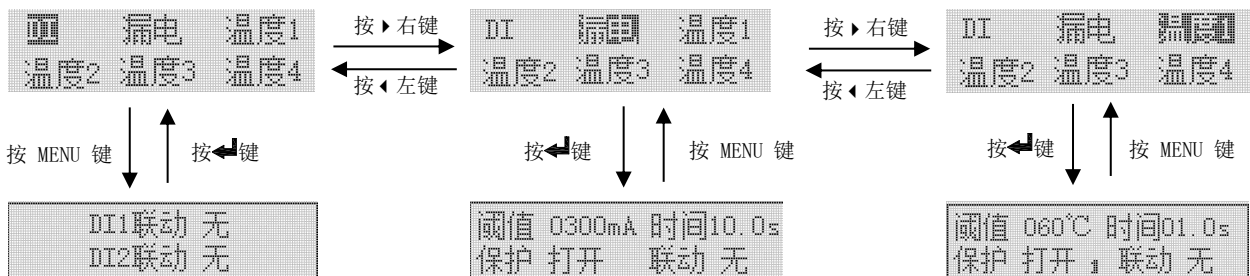 DI 漏电 温度1
温度2 温度3 温度4
按 右键
按 左键
DI 漏电 温度1
温度2 温度3 温度4
按 右键
按 左键
DI 漏电 温度1
温度2 温度3 温度4
按 MENU 键
按 键
按 键
按 MENU 键
按 键
按 MENU 键
DI1联动 无
DI2联动 无
阈值 0300mA 时间10.0s
保护 打开 联动 无
阈值 060℃ 时间01.0s
保护 打开 1 联动 无